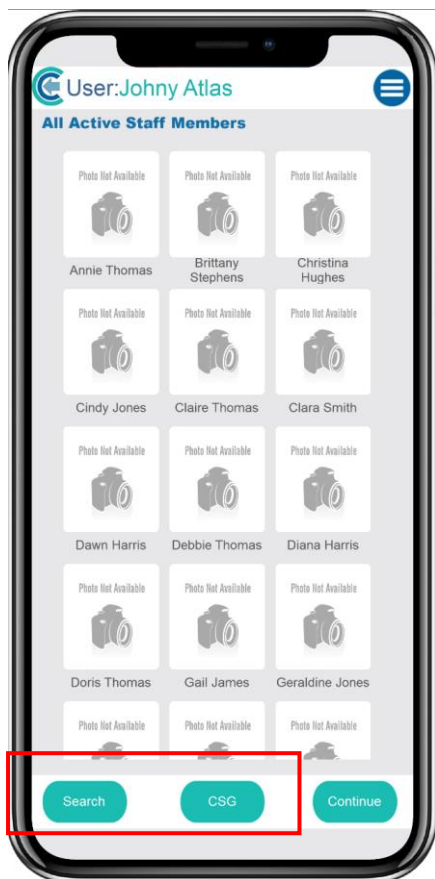 User:Johny Atlas
All Active Staff Members
Photo Not Available Photo Not Available Photo Not Available
Annie Thomas Brittany Stephens Christina Hughes
Photo Not Available Photo Not Available Photo Not Available
Cindy Jones Claire Thomas Clara Smith
Photo Not Available Photo Not Available Photo Not Available
Dawn Harris Debbie Thomas Diana Harris
Photo Not Available Photo Not Available Photo Not Available
Doris Thomas Gail James Geraldine Jones
Photo Not Available Photo Not Available Photo Not Available
Search CSG Continue